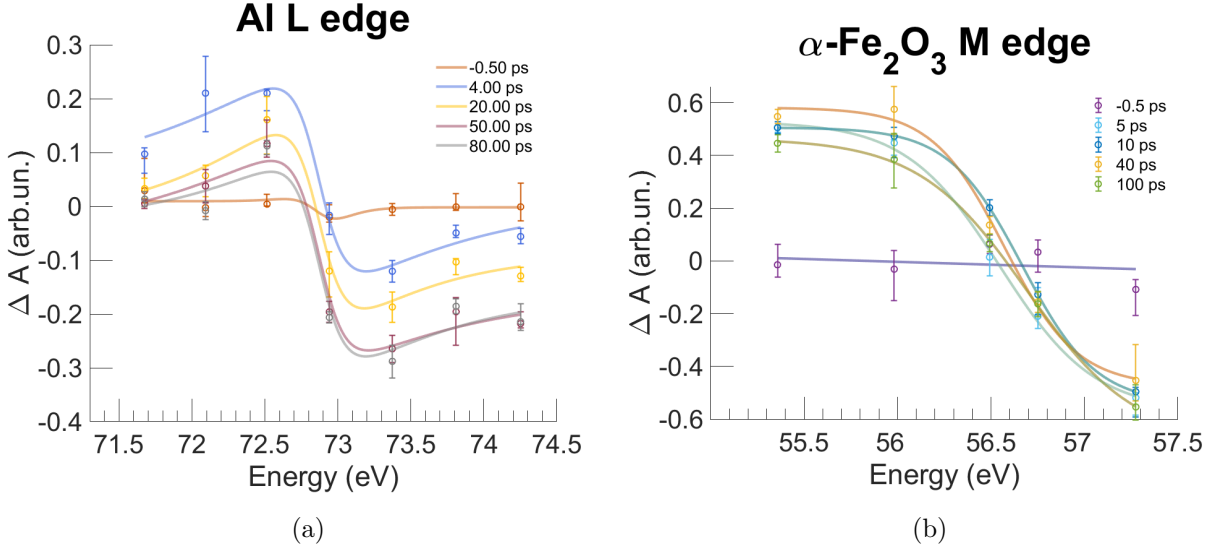 Al L edge
0.3
0.2
0.1
0
-0.1
-0.2
-0.3
-0.4
Δ A (arb.un.)
-0.50 ps
4.00 ps
20.00 ps
50.00 ps
80.00 ps
71.5 72 72.5 73 73.5 74 74.5
Energy (eV)
(a)
α-Fe2O3 M edge
0.6
0.4
0.2
0
-0.2
-0.4
-0.6
Δ A (arb.un.)
-0.5 ps
5 ps
10 ps
40 ps
100 ps
55.5 56 56.5 57 57.5
Energy (eV)
(b)